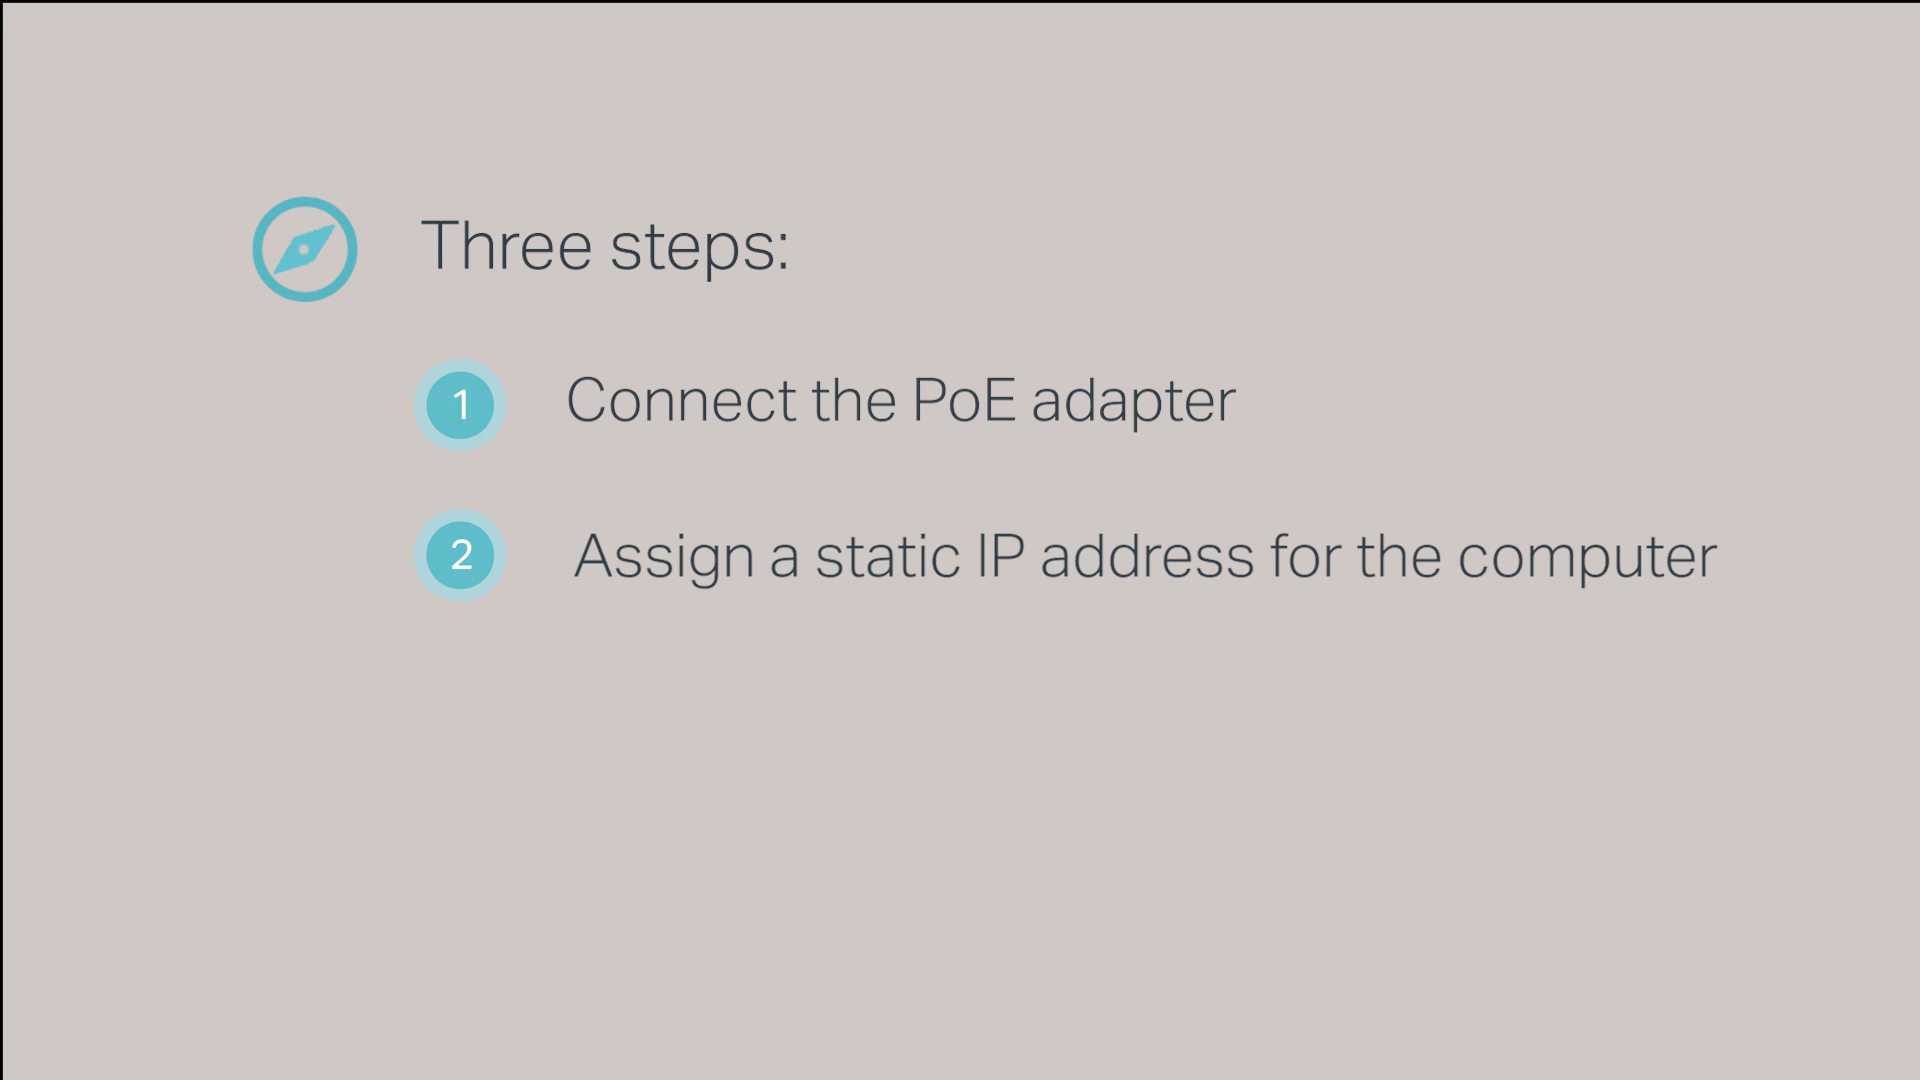 Three steps:
1 Connect the PoE adapter
2 Assign a static IP address for the computer